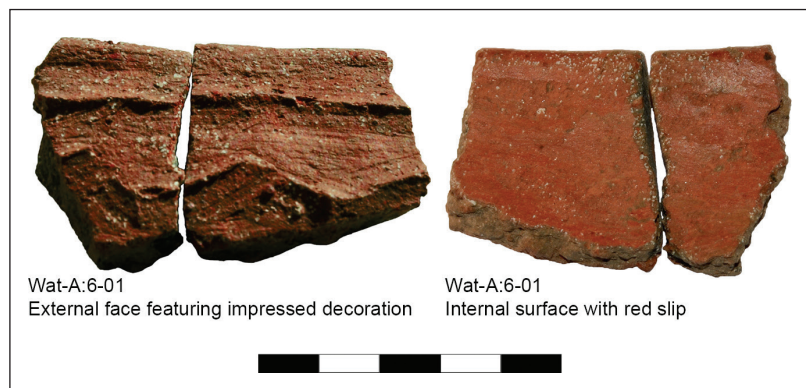 Wat-A:6-01
External face featuring impressed decoration
Wat-A:6-01
Internal surface with red slip